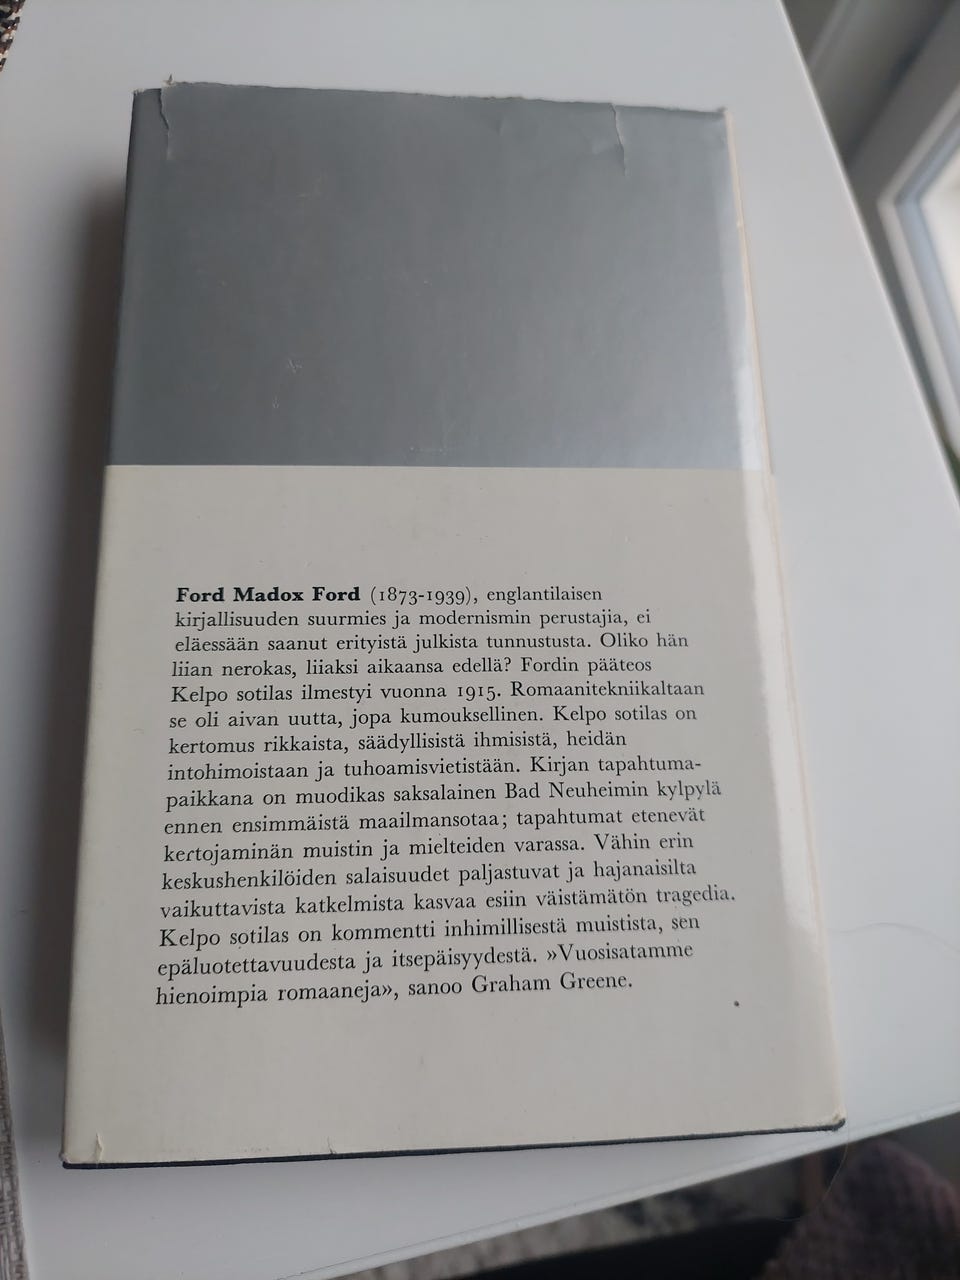 Ford Madox Ford (1873-1939), englantilaisen
kirjallisuuden suurmies ja modernismin perustajia, ei
eläessään saanut erityistä julkista tunnustusta. Oliko hän
liian nerokas, liiaksi aikaansa edellä? Fordin pääteos
Kelpo sotilas ilmestyi vuonna 1915. Romaanitekniikaltaan
se oli aivan uutta, jopa kumouksellinen. Kelpo sotilas on
kertomus rikkaista, säädyllisistä ihmisistä, heidän
intohimoistaan ja tuhoamisvietistään. Kirjan tapahtuma-
paikkana on muodikas saksalainen Bad Neuheimin kylpylä
ennen ensimmäistä maailmansotaa; tapahtumat etenevät
kertojaminän muistin ja mielteiden varassa. Vähin erin
keskushenkilöiden salaisuudet paljastuvat ja hajanaisilta
vaikuttavista katkelmista kasvaa esiin väistämätön tragedia.
Kelpo sotilas on kommentti inhimillisestä muistista, sen
epäluotettavuudesta ja itsepäisyydestä. »Vuosisatamme
hienoimpia romaaneja», sanoo Graham Greene.